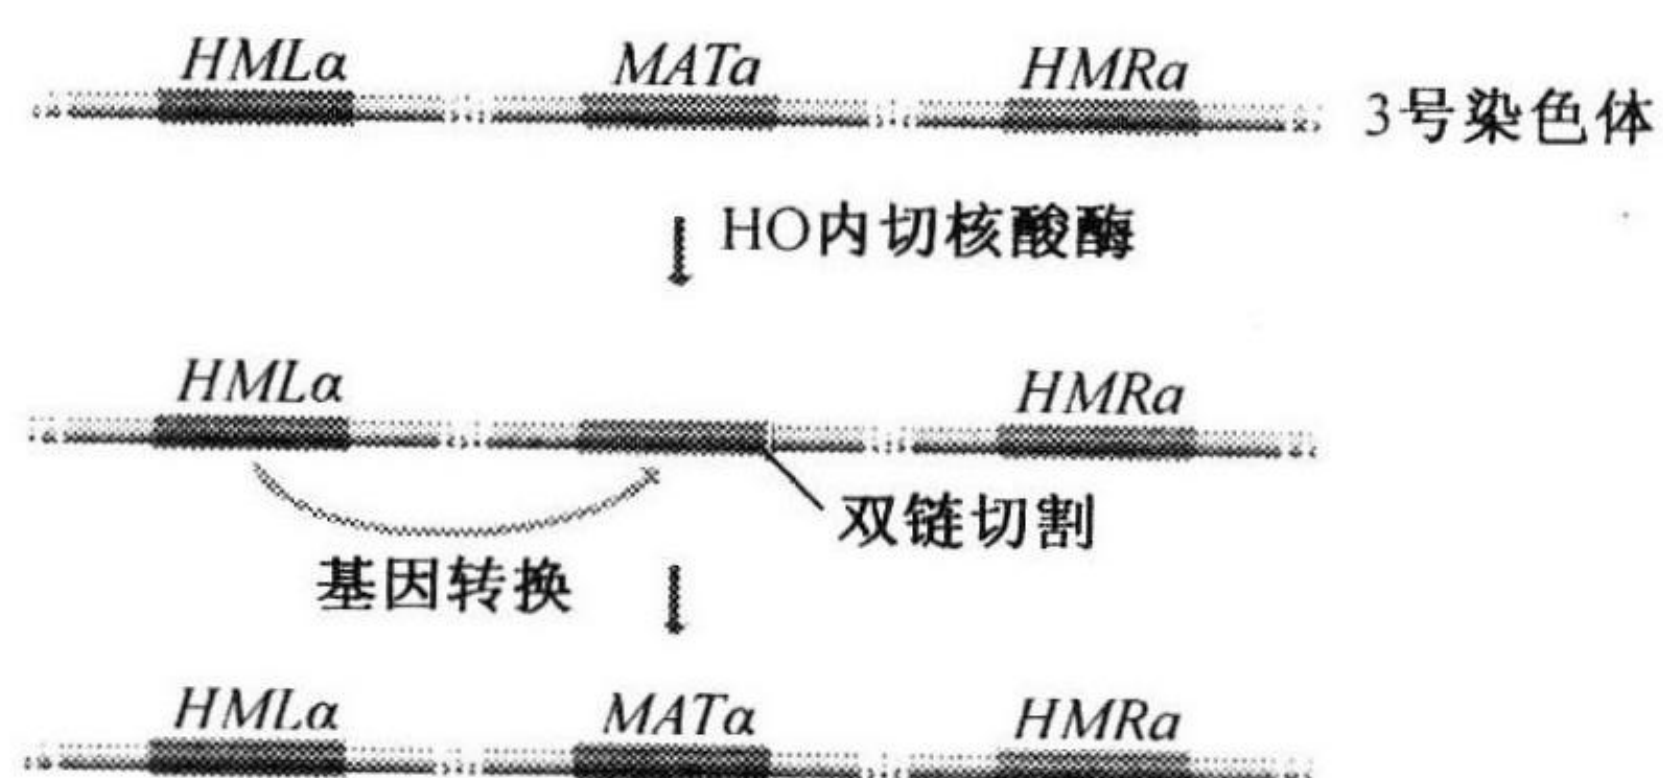 HMLα MATa HMRa 3号染色体
HO内切核酸酶
HMLα HMRa
双链切割
基因转换
HMLα MATα HMRa